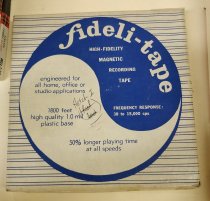 fideli-tape
HIGH-FIDELITY
MAGNETIC
RECORDING
TAPE
engineered for
all home, office or
studio applications
1800 feet
high quality 1.0 mil
plastic base
FREQUENCY RESPONSE:
30 to 15,000 cps
50% longer playing time
at all speeds